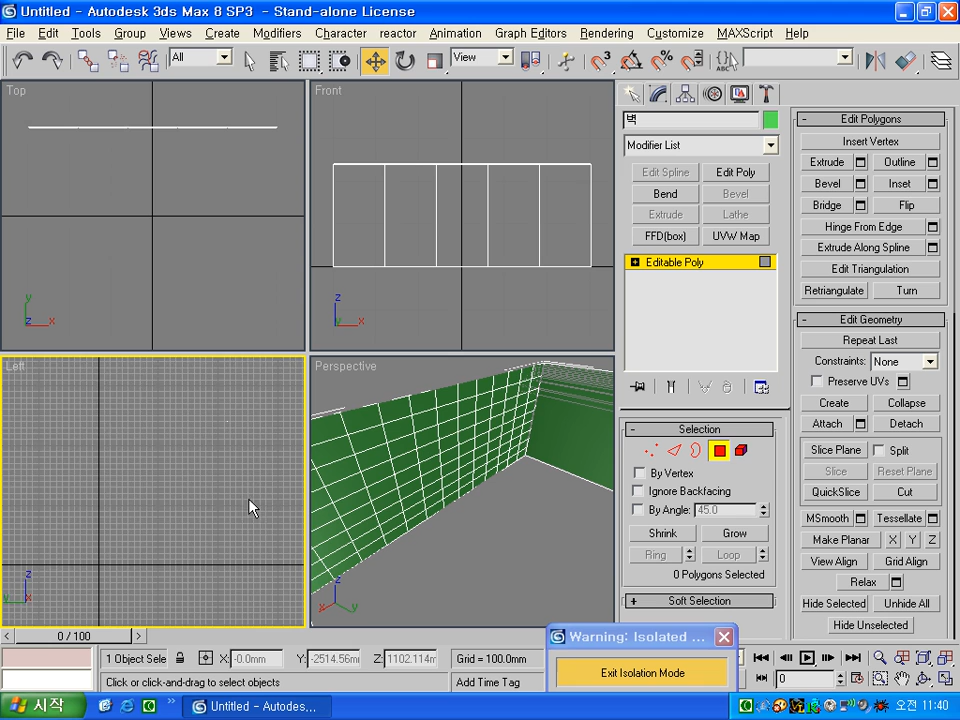 Untitled - Autodesk 3ds Max 8 SP3 - Stand-alone License
File Edit Tools Group Views Create Modifiers Character reactor Animation Graph Editors Rendering Customize MAXScript Help
All View
Top
Front
Left
Perspective
벽
Modifier List
Edit Spline Edit Poly
Bend Bevel
Extrude Lathe
FFD(box) UVW Map
Editable Poly
- Selection
By Vertex
Ignore Backfacing
By Angle: 45.0
Shrink Grow
Ring Loop
0 Polygons Selected
+ Soft Selection
- Edit Polygons
Insert Vertex
Extrude Outline
Bevel Inset
Bridge Flip
Hinge From Edge
Extrude Along Spline
Edit Triangulation
Retriangulate Turn
- Edit Geometry
Repeat Last
Constraints: None
Preserve UVs
Create Collapse
Attach Detach
Slice Plane Split
Slice Reset Plane
QuickSlice Cut
MSmooth Tessellate
Make Planar X Y Z
View Align Grid Align
Relax
Hide Selected Unhide All
Hide Unselected
< 0 / 100 >
Warning: Isolated ...
Exit Isolation Mode
1 Object Sele X: -0.0mm Y: -2514.56mm Z: 1102.114m Grid = 100.0mm
Click or click-and-drag to select objects Add Time Tag
0
시작 Untitled - Autodes... 오전 11:40